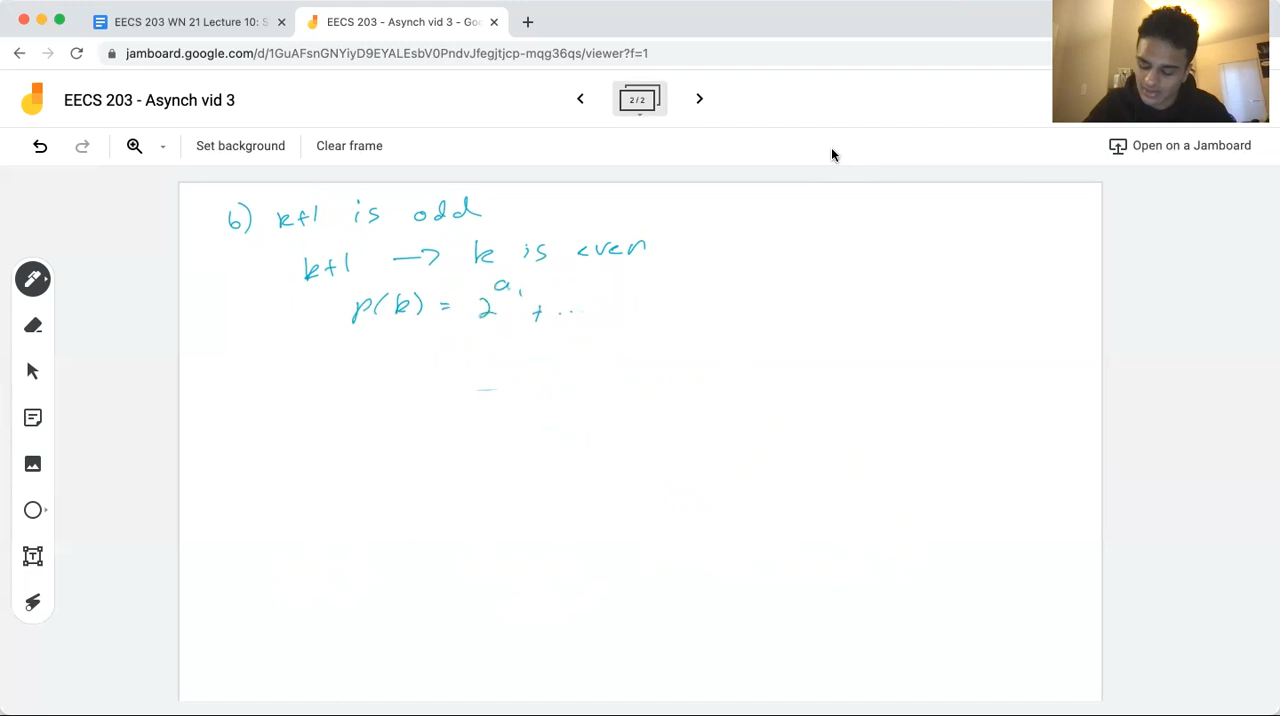 EECS 203 WN 21 Lecture 10: S
EECS 203 - Asynch vid 3 - Goo
jamboard.google.com/d/1GuAFsnGNYiyD9EYALEsbV0PndvJfegjtjcp-mqg36qs/viewer?f=1
EECS 203 - Asynch vid 3
2 / 2
Set background
Clear frame
Open on a Jamboard
b) k+1 is odd
k+1 → k is even
p(k) = 2^a₁ + ...